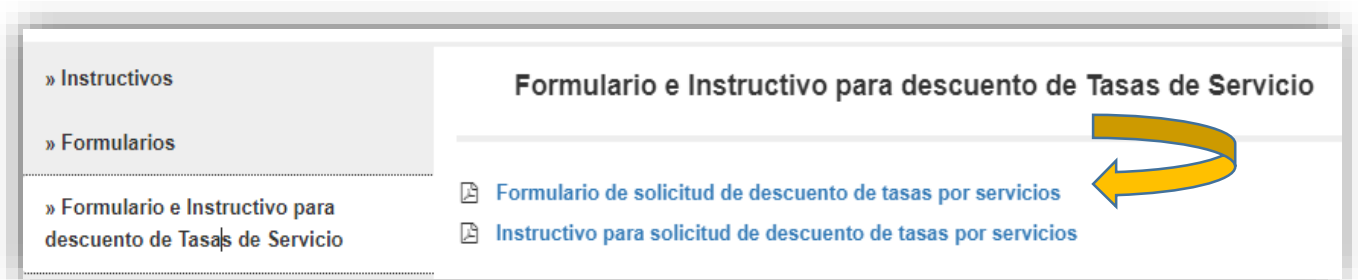 » Instructivos
» Formularios
» Formulario e Instructivo para
descuento de Tasas de Servicio
Formulario e Instructivo para descuento de Tasas de Servicio
Formulario de solicitud de descuento de tasas por servicios
Instructivo para solicitud de descuento de tasas por servicios